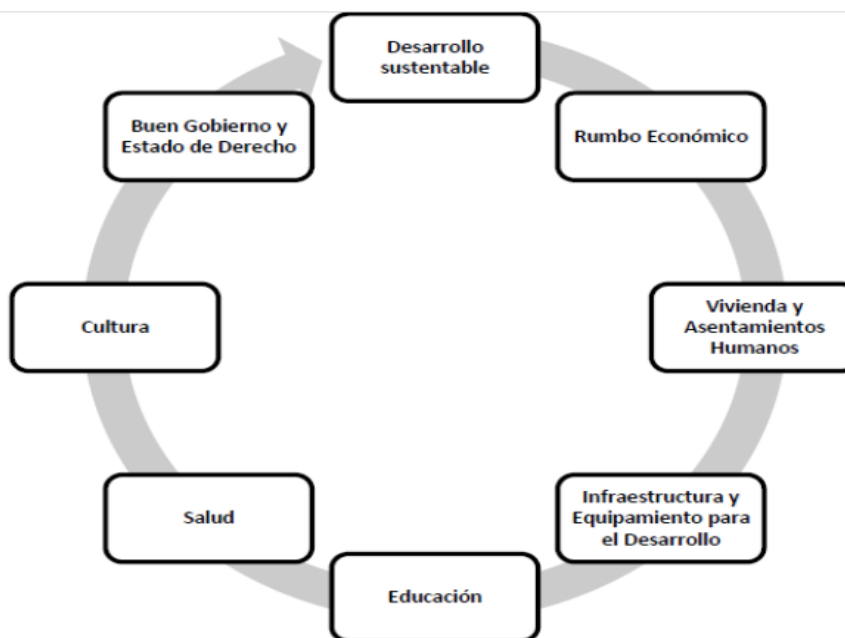 Desarrollo
sustentable
Rumbo Económico
Vivienda y
Asentamientos
Humanos
Infraestructura y
Equipamiento para
el Desarrollo
Educación
Salud
Cultura
Buen Gobierno y
Estado de Derecho